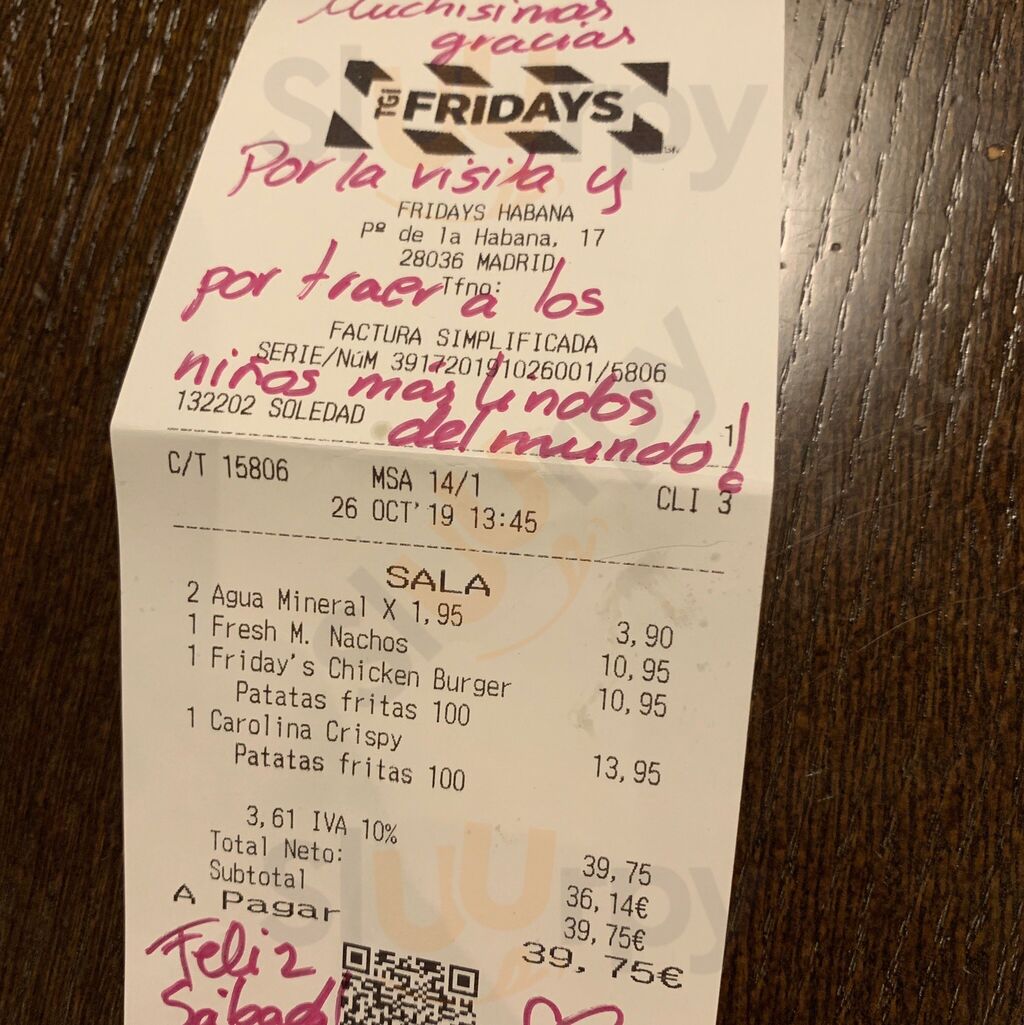 Muchisimas
gracias
TGI FRIDAYS
Por la visita y
FRIDAYS HABANA
Pº de la Habana, 17
28036 MADRID
Tfno:
por traer a los
FACTURA SIMPLIFICADA
SERIE/NúM 391720191026001/5806
niños mas lindos
132202 SOLEDAD 1
del mundo!
C/T 15806 MSA 14/1 CLI 3
26 OCT'19 13:45
SALA
2 Agua Mineral X 1,95 3,90
1 Fresh M. Nachos 10,95
1 Friday's Chicken Burger 10,95
Patatas fritas 100
1 Carolina Crispy 13,95
Patatas fritas 100
3,61 IVA 10% 39,75
Total Neto: 36,14€
Subtotal 39,75€
A Pagar 39,75€
Feliz
Sábado!
sluurpy